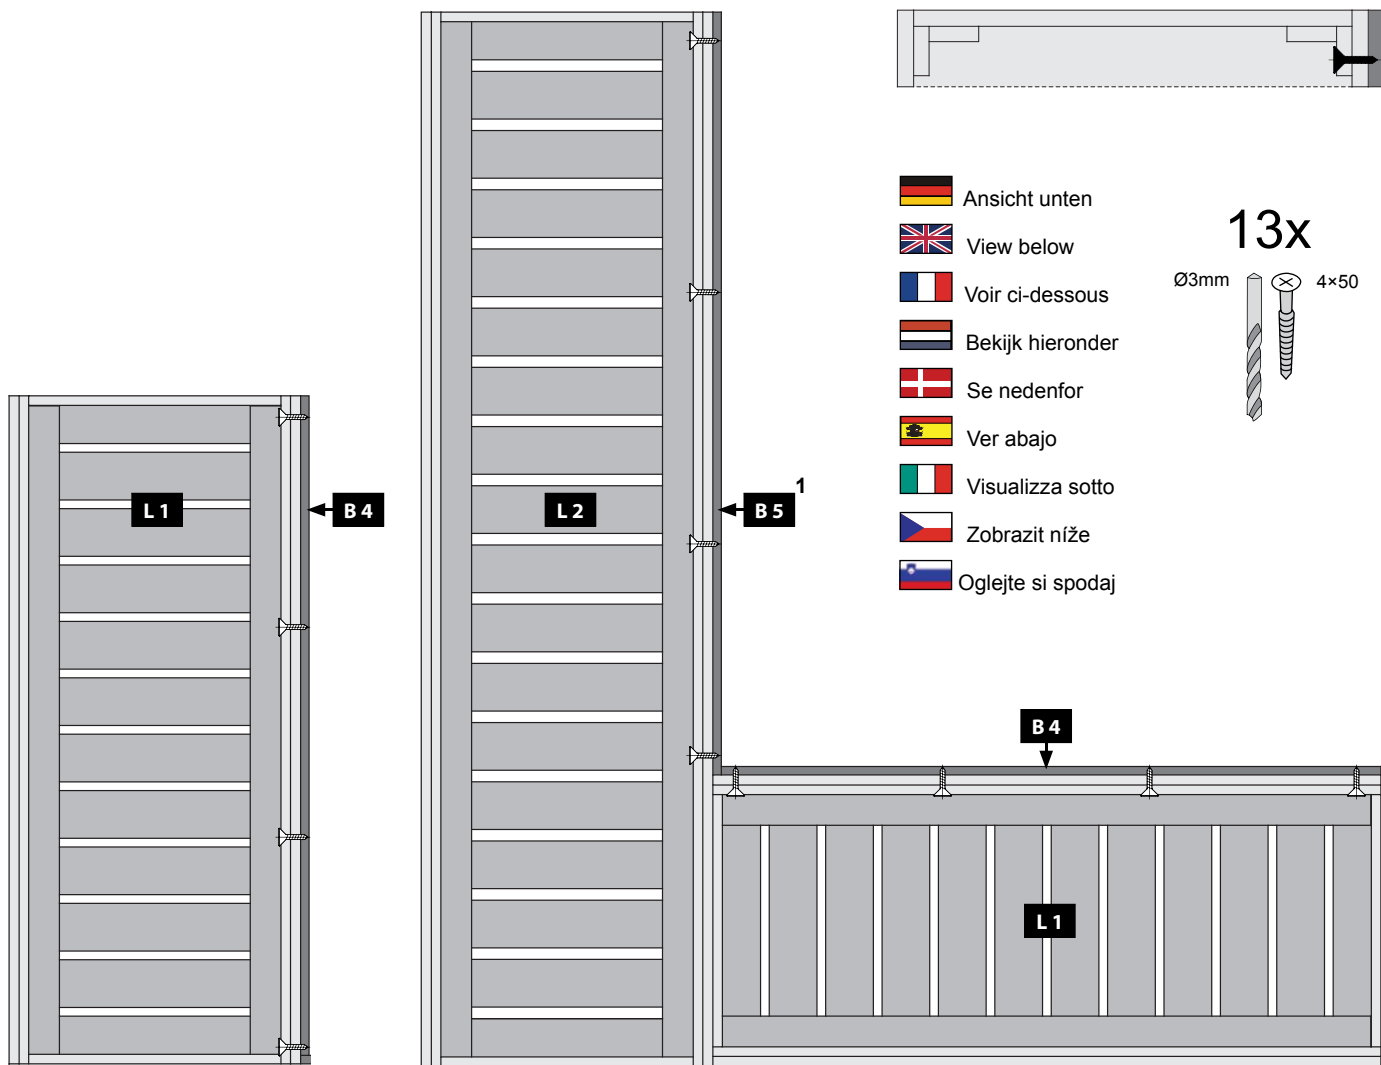 Ansicht unten
View below
Voir ci-dessous
Bekijk hieronder
Se nedenfor
Ver abajo
Visualizza sotto
Zobrazit níže
Oglejte si spodaj
13x
Ø3mm
4×50
L 1
B 4
L 2
B 5
1
B 4
L 1